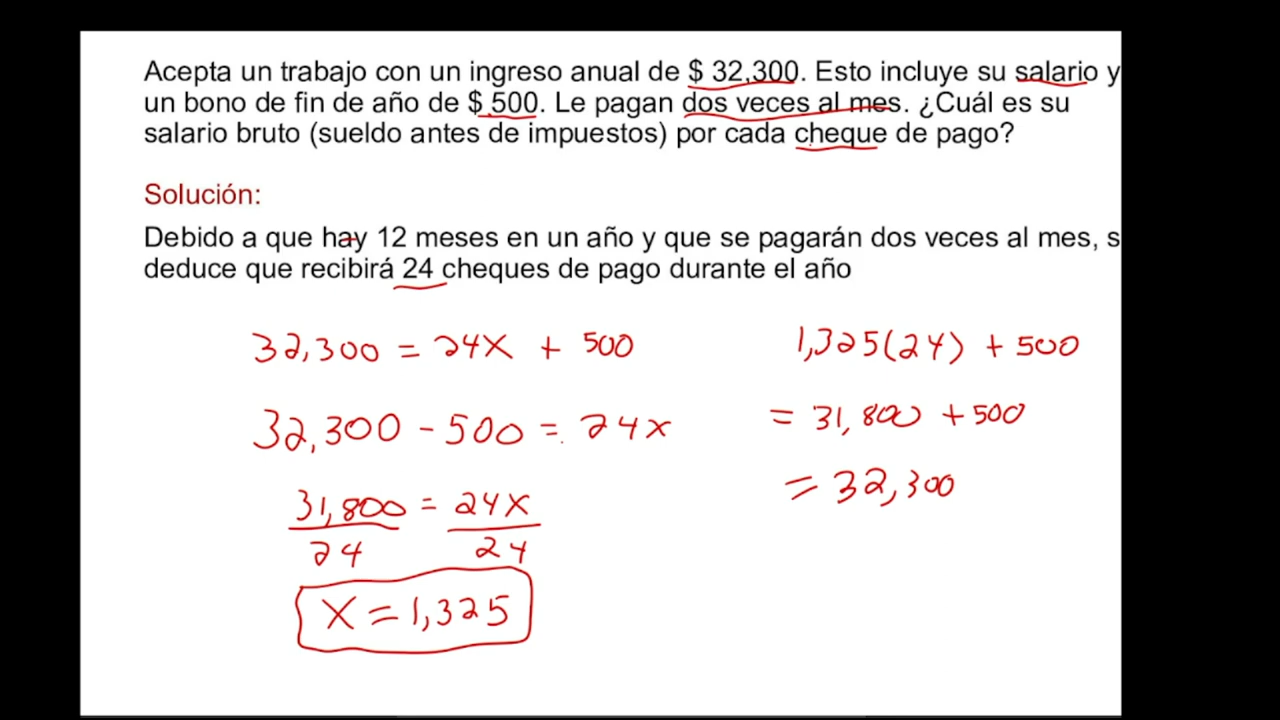 Acepta un trabajo con un ingreso anual de $ 32,300. Esto incluye su salario y
un bono de fin de año de $ 500. Le pagan dos veces al mes. ¿Cuál es su
salario bruto (sueldo antes de impuestos) por cada cheque de pago?
Solución:
Debido a que hay 12 meses en un año y que se pagarán dos veces al mes, s
deduce que recibirá 24 cheques de pago durante el año
32,300 = 24x + 500
32,300 - 500 = 24x
31,800 = 24x
24 24
x = 1,325
1,325(24) + 500
= 31,800 + 500
= 32,300